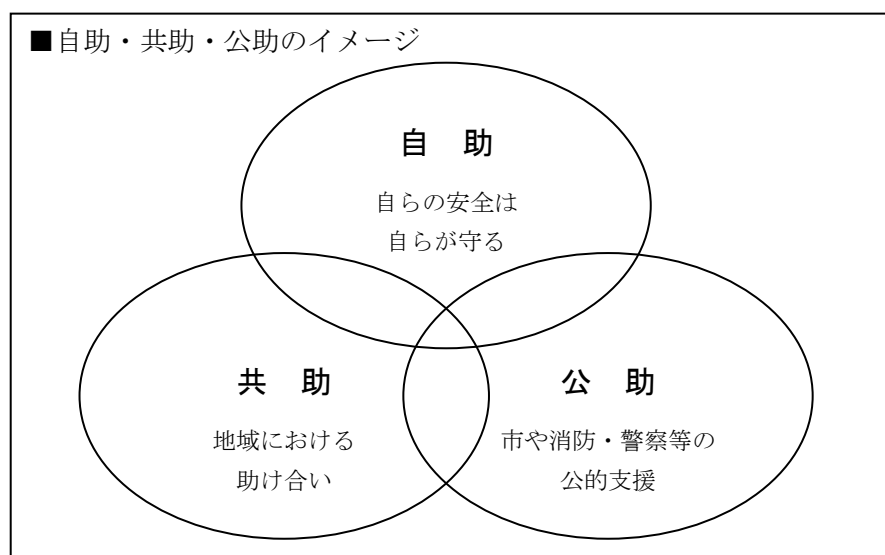 ■自助・共助・公助のイメージ
自 助
自らの安全は
自らが守る
共 助
地域における
助け合い
公 助
市や消防・警察等の
公的支援